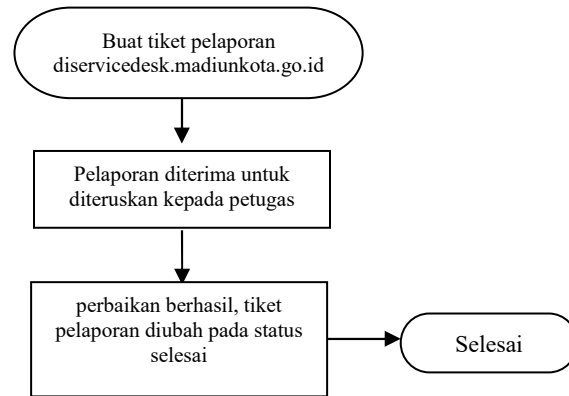 Buat tiket pelaporan
diservicedesk.madiunkota.go.id
Pelaporan diterima untuk
diteruskan kepada petugas
perbaikan berhasil, tiket
pelaporan diubah pada status
selesai
Selesai